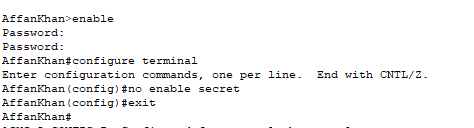 AffanKhan>enable
Password:
Password:
AffanKhan#configure terminal
Enter configuration commands, one per line.  End with CNTL/Z.
AffanKhan(config)#no enable secret
AffanKhan(config)#exit
AffanKhan#